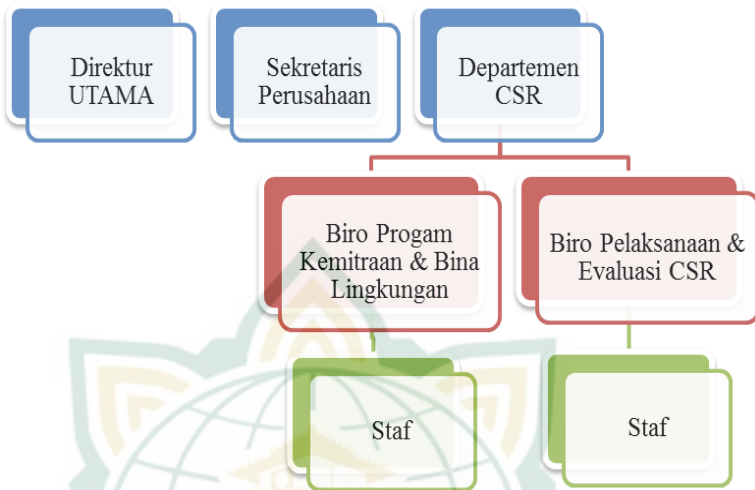 Direktur
UTAMA
Sekretaris
Perusahaan
Departemen
CSR
Biro Progam
Kemitraan & Bina
Lingkungan
Biro Pelaksanaan &
Evaluasi CSR
Staf
Staf